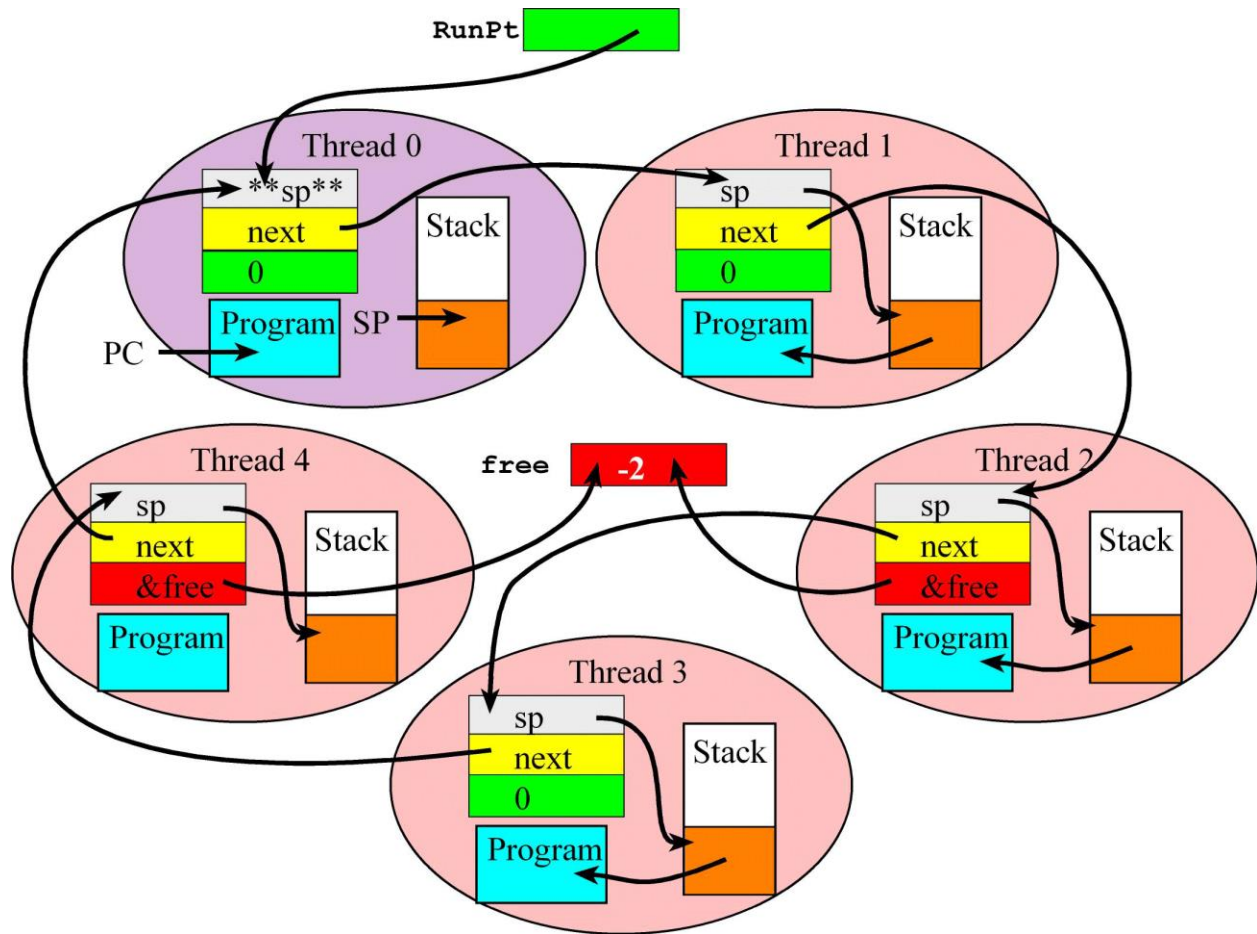 RunPt
Thread 0
**sp**
next
0
Stack
Program
SP
PC
Thread 1
sp
next
0
Stack
Program
Thread 4
sp
next
&free
Stack
Program
free
-2
Thread 2
sp
next
&free
Stack
Program
Thread 3
sp
next
0
Stack
Program